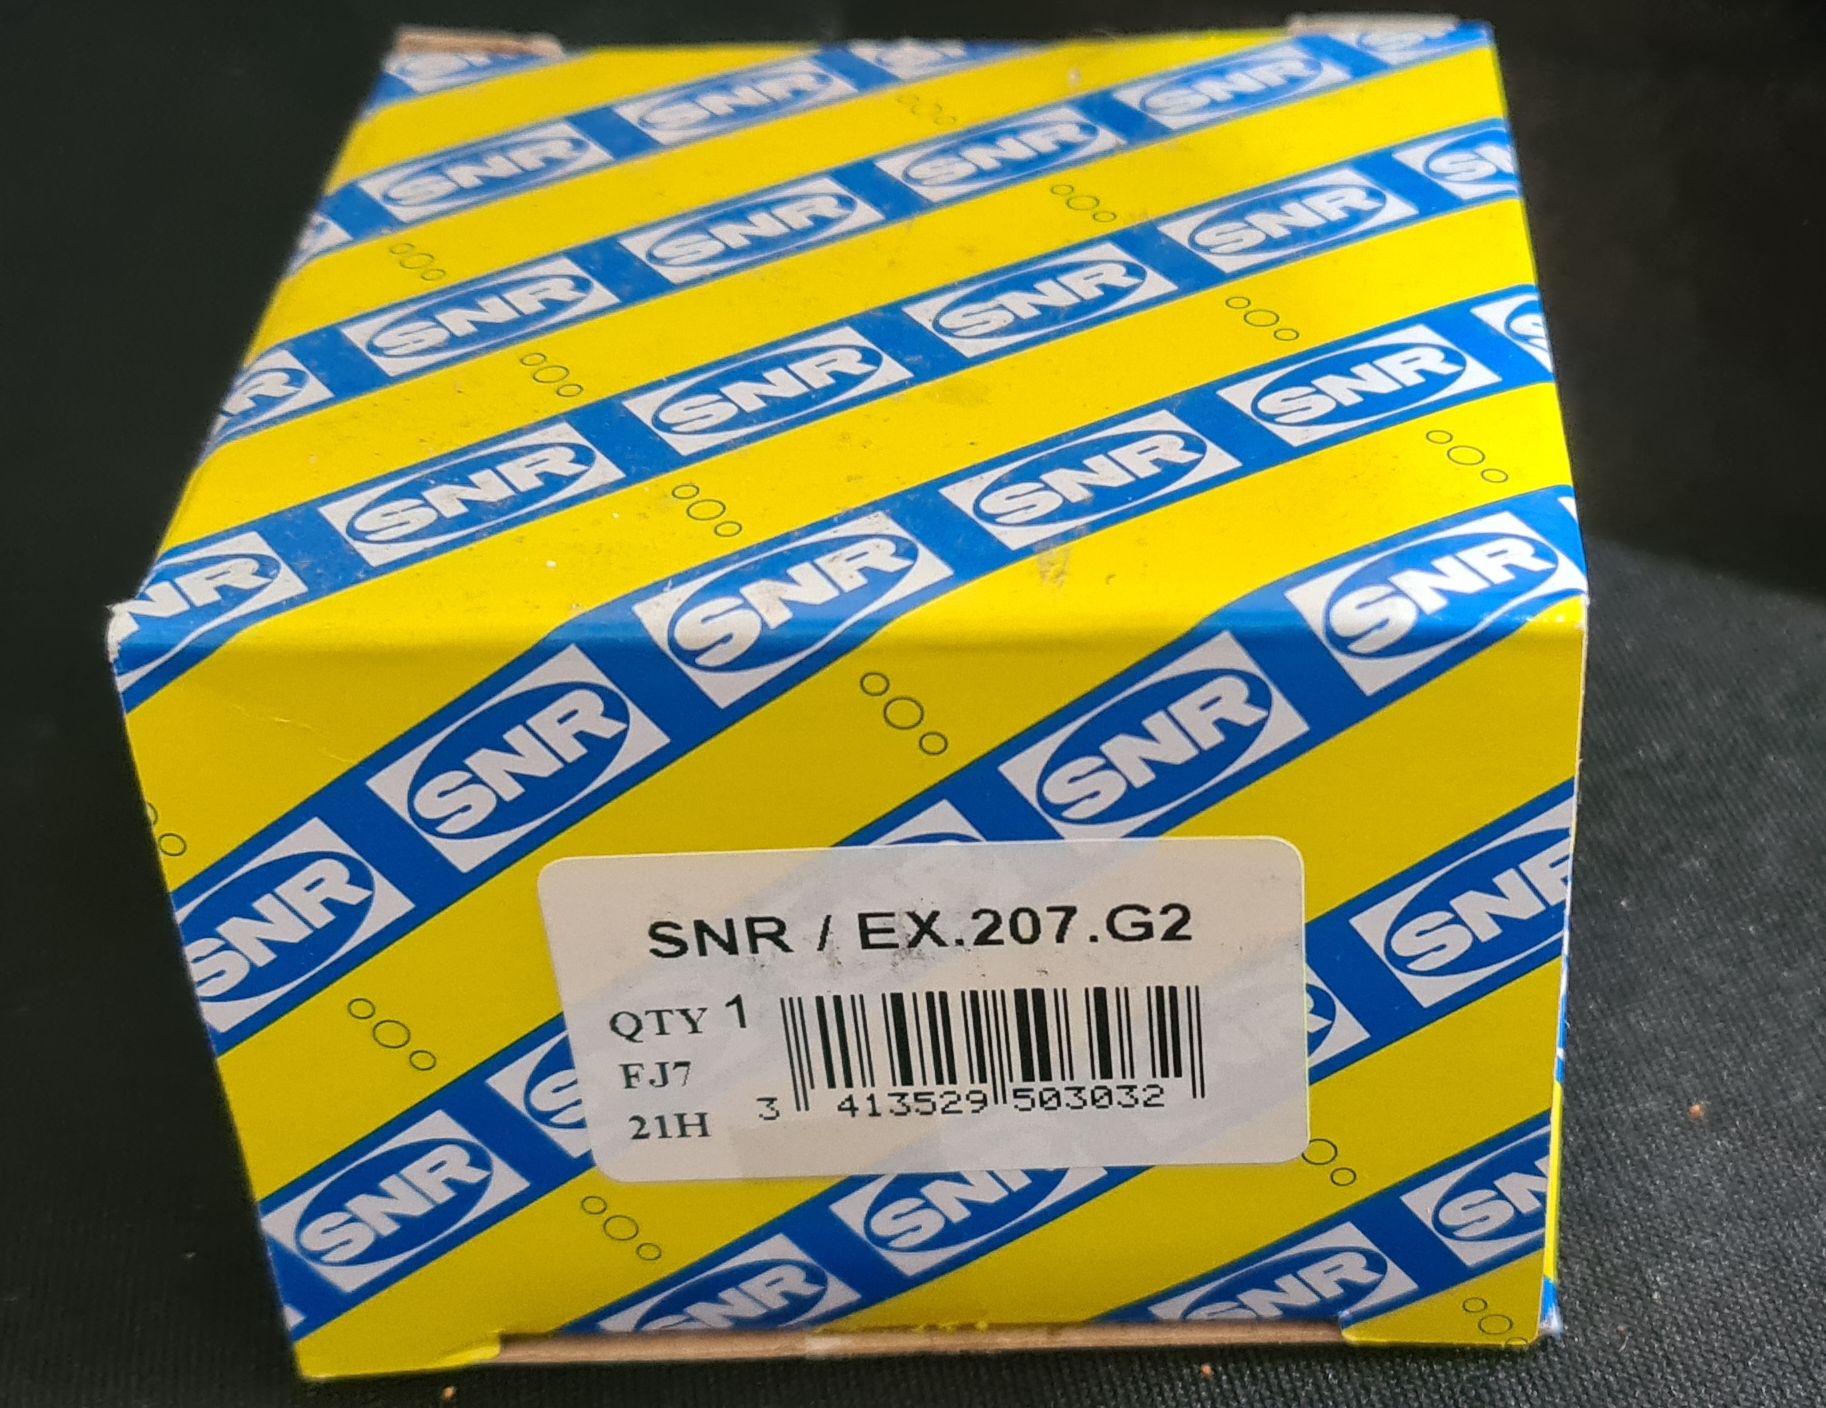 SNR
SNR / EX.207.G2
QTY 1
FJ7
21H
3 413529 503032